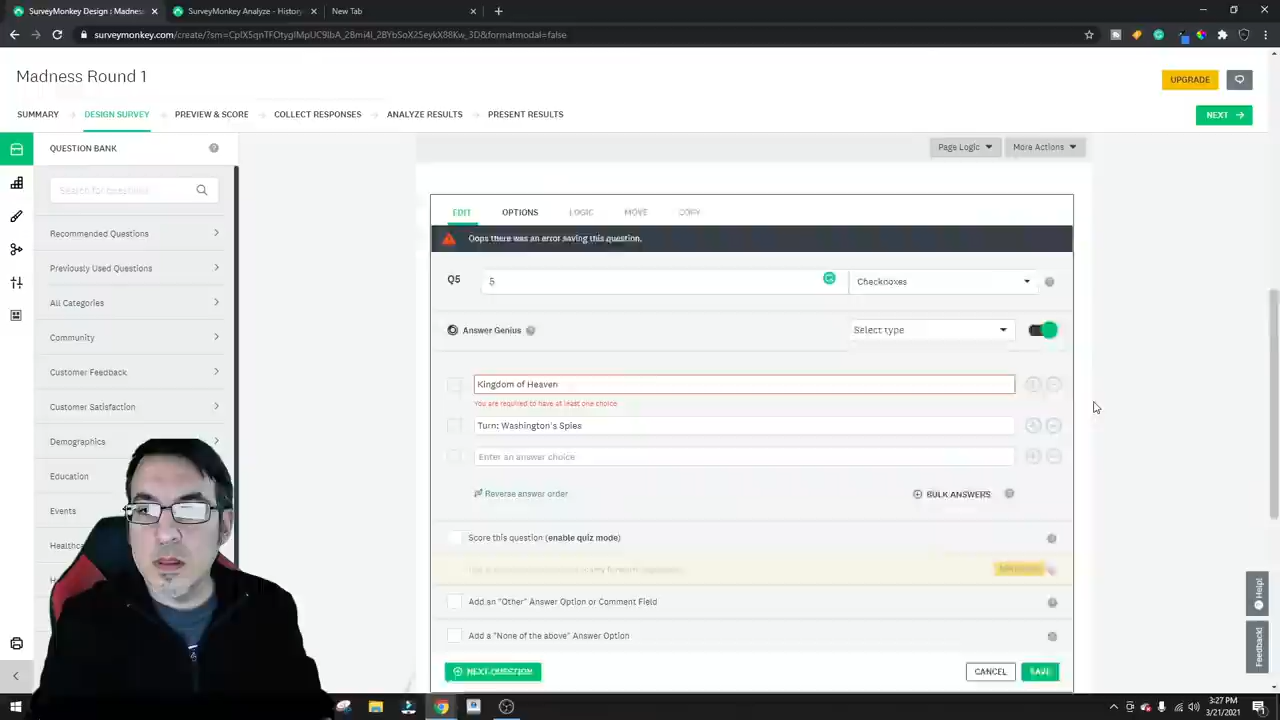 SurveyMonkey Design : Madness
SurveyMonkey Analyze - History
New Tab
Madness Round 1
UPGRADE
SUMMARY
DESIGN SURVEY
PREVIEW & SCORE
COLLECT RESPONSES
ANALYZE RESULTS
PRESENT RESULTS
NEXT
QUESTION BANK
Page Logic
More Actions
Search for questions
Recommended Questions
Previously Used Questions
All Categories
Community
Customer Feedback
Customer Satisfaction
Demographics
Education
Events
EDIT
OPTIONS
LOGIC
MOVE
COPY
Oops there was an error saving this question.
Q5
5
Checkboxes
Answer Genius
Select type
Kingdom of Heaven
You are required to have at least one choice
Turn: Washington's Spies
Enter an answer choice
Reverse answer order
BULK ANSWERS
Score this question (enable quiz mode)
Add an "Other" Answer Option or Comment Field
Add a "None of the above" Answer Option
NEXT QUESTION
CANCEL
SAVE
Help!
Feedback!
3:27 PM
3/21/2021